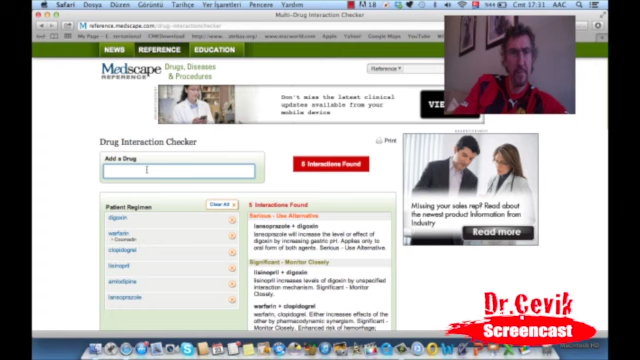 Safari Dosya Düzen Görüntü Tarih Yer İşaretleri Pencere Yardım
18
Cmt 17:31 AAC
Multi-Drug Interaction Checker
reference.medscape.com/drug-interactionchecker
NEWS REFERENCE EDUCATION
Medscape
REFERENCE
Drugs, Diseases
& Procedures
Reference
Don't miss the latest clinical
updates available from your
mobile device
Drug Interaction Checker
Print
Add a Drug
5 Interactions Found
Patient Regimen
Clear All
digoxin
warfarin
Coumadin
clopidogrel
lisinopril
amlodipine
lansoprazole
5 Interactions Found
Serious - Use Alternative
lansoprazole + digoxin
lansoprazole will increase the level or effect of
digoxin by increasing gastric pH. Applies only to
oral form of both agents. Serious - Use Alternative.
Significant - Monitor Closely
lisinopril + digoxin
lisinopril increases levels of digoxin by unspecified
interaction mechanism. Significant - Monitor
Closely.
warfarin + clopidogrel
warfarin, clopidogrel. Either increases effects of the
other by pharmacodynamic synergism.
Closely. Enhanced risk of hemorrhage.
Missing your sales rep? Read about
the newest product information from
Industry
Read more
Dr.Çevik
Screencast